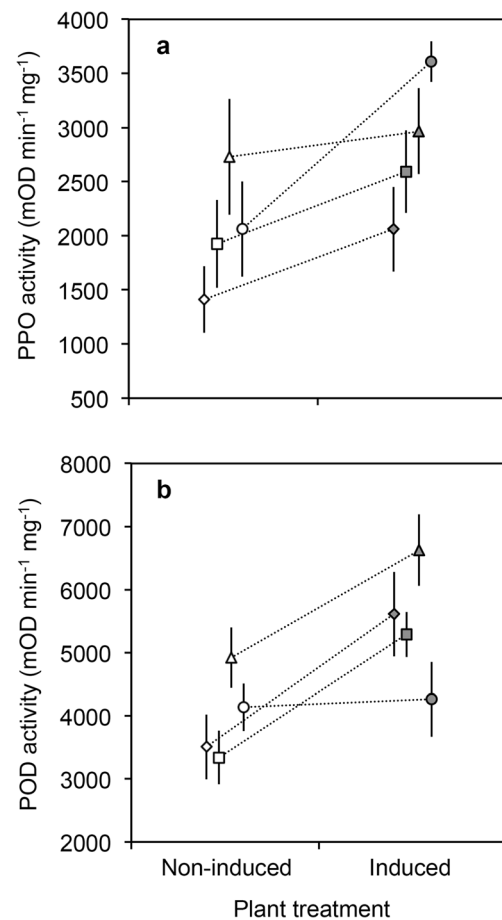 a
PPO activity (mOD min⁻¹ mg⁻¹)
4000
3500
3000
2500
2000
1500
1000
500
b
POD activity (mOD min⁻¹ mg⁻¹)
8000
7000
6000
5000
4000
3000
2000
Non-induced Induced
Plant treatment